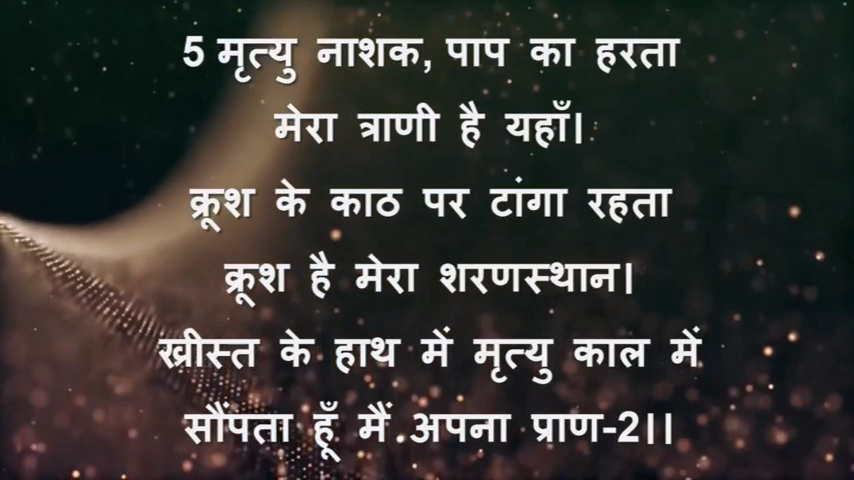 5 मृत्यु नाशक, पाप का हरता
मेरा त्राणी है यहाँ।
क्रूश के काठ पर टांगा रहता
क्रूश है मेरा शरणस्थान।
ख्रीस्त के हाथ में मृत्यु काल में
सौंपता हूँ मैं अपना प्राण-2।।